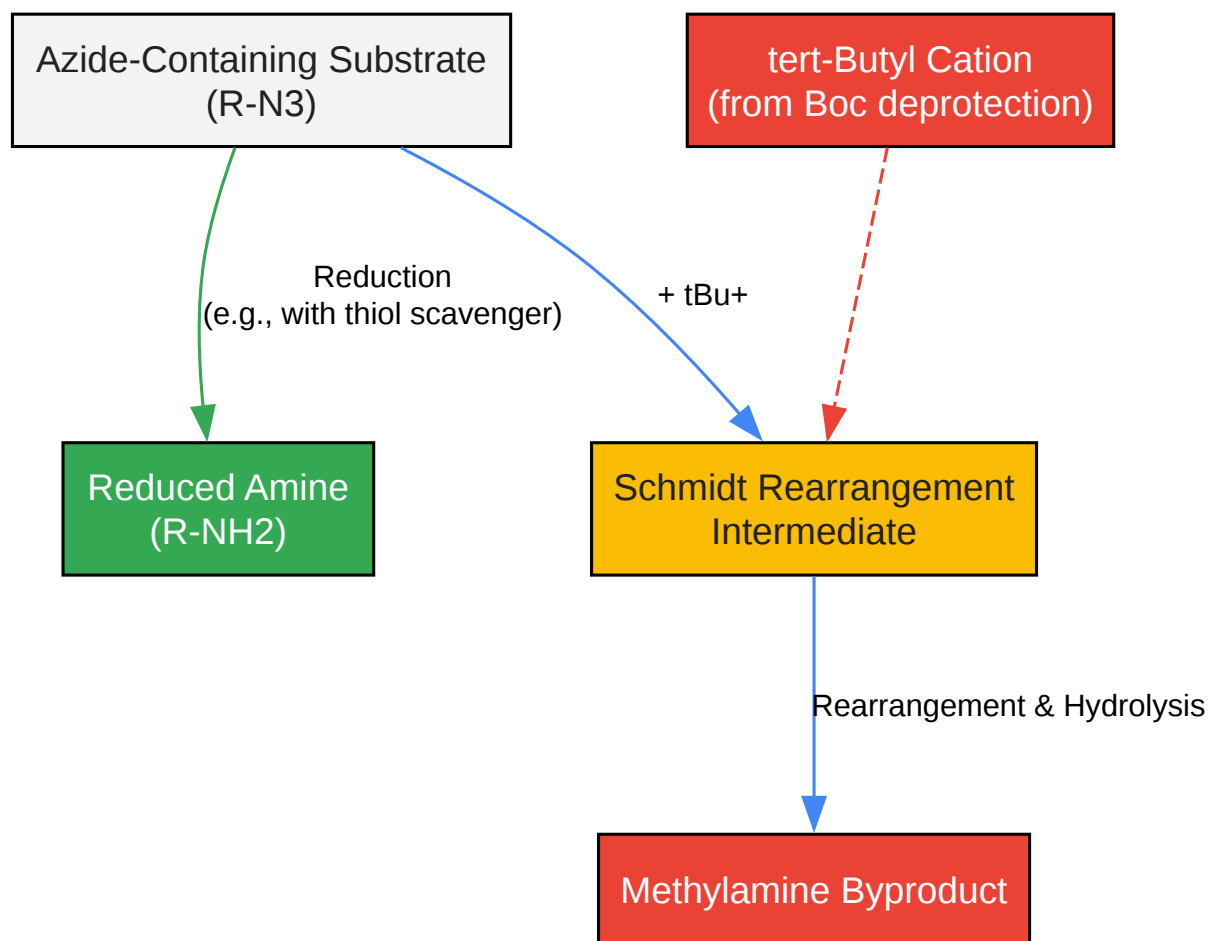 Azide-Containing Substrate
(R-N3)
tert-Butyl Cation
(from Boc deprotection)
Reduction
(e.g., with thiol scavenger)
+ tBu+
Reduced Amine
(R-NH2)
Schmidt Rearrangement
Intermediate
Rearrangement & Hydrolysis
Methylamine Byproduct